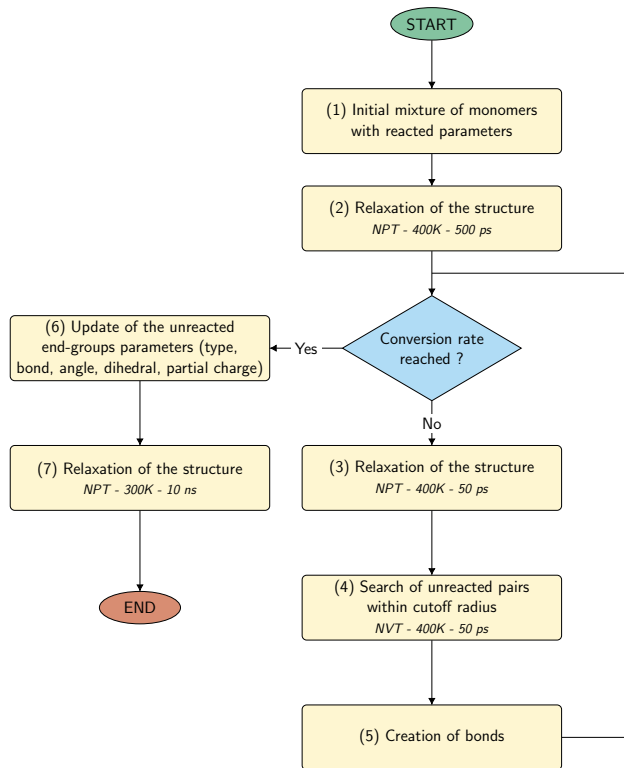 START
(1) Initial mixture of monomers
with reacted parameters
(2) Relaxation of the structure
NPT - 400K - 500 ps
Conversion rate
reached ?
Yes
(6) Update of the unreacted
end-groups parameters (type,
bond, angle, dihedral, partial charge)
No
(7) Relaxation of the structure
NPT - 300K - 10 ns
(3) Relaxation of the structure
NPT - 400K - 50 ps
END
(4) Search of unreacted pairs
within cutoff radius
NVT - 400K - 50 ps
(5) Creation of bonds